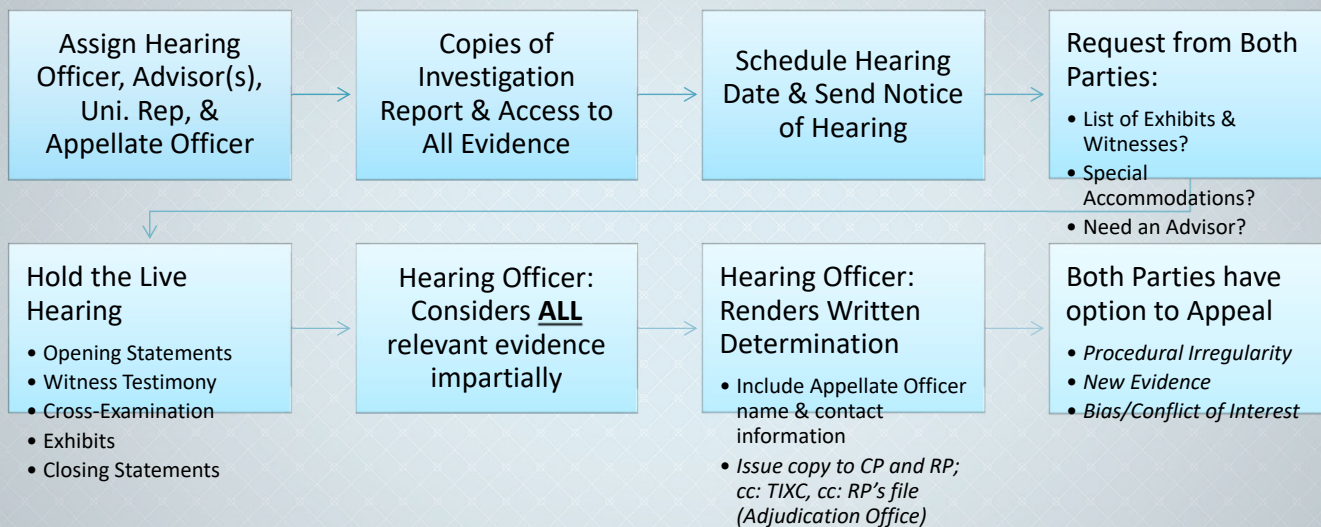 Assign Hearing
Officer, Advisor(s),
Uni. Rep, &
Appellate Officer
Copies of
Investigation
Report & Access to
All Evidence
Schedule Hearing
Date & Send Notice
of Hearing
Request from Both
Parties:
• List of Exhibits &
Witnesses?
• Special
Accommodations?
• Need an Advisor?
Hold the Live
Hearing
• Opening Statements
• Witness Testimony
• Cross-Examination
• Exhibits
• Closing Statements
Hearing Officer:
Considers ALL
relevant evidence
impartially
Hearing Officer:
Renders Written
Determination
• Include Appellate Officer
name & contact
information
• Issue copy to CP and RP;
cc: TIXC, cc: RP’s file
(Adjudication Office)
Both Parties have
option to Appeal
• Procedural Irregularity
• New Evidence
• Bias/Conflict of Interest